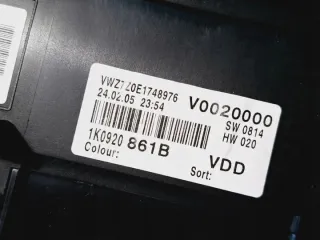 VWZ7Z0E1748976 V0020000
24.02.05 23:54 SW 0814
HW 020
1K0920 861B
VDD
Colour: Sort: